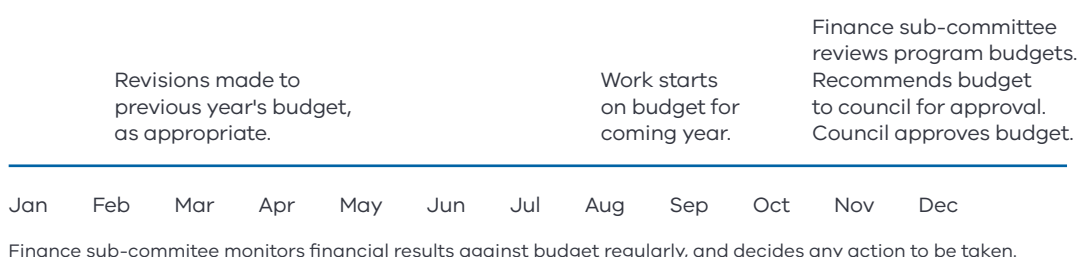 Revisions made to
previous year's budget,
as appropriate.
Work starts
on budget for
coming year.
Finance sub-committee
reviews program budgets.
Recommends budget
to council for approval.
Council approves budget.
Jan Feb Mar Apr May Jun Jul Aug Sep Oct Nov Dec
Finance sub-commitee monitors financial results against budget regularly, and decides any action to be taken.